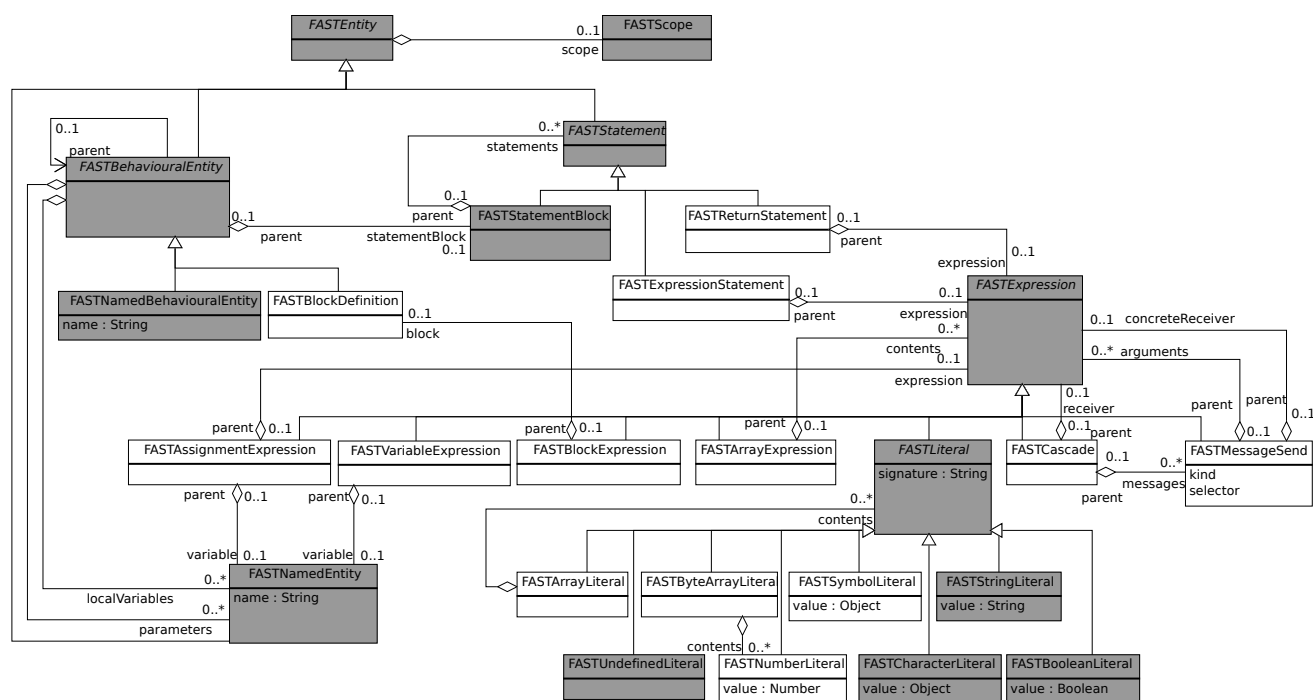 FASTEntity
0..1
FASTScope
scope
0..*
FASTStatement
statements
0..1
parent
FASTBehaviouralEntity
0..1
parent
0..1
parent
FASTStatementBlock
statementBlock
0..1
FASTReturnStatement
0..1
parent
0..1
expression
FASTExpressionStatement
0..1
parent
0..1
expression
FASTExpression
FASTNamedBehaviouralEntity
name : String
FASTBlockDefinition
0..1
block
0..*
contents
0..1
expression
0..1
concreteReceiver
0..*
arguments
0..1
receiver
parent
parent
parent
0..1
FASTAssignmentExpression
parent
0..1
FASTVariableExpression
parent
0..1
parent
0..1
FASTBlockExpression
parent
0..1
FASTArrayExpression
FASTLiteral
signature : String
0..1
parent
FASTCascade
0..1
parent
0..*
messages
0..1
0..1
FASTMessageSend
kind
selector
0..*
contents
variable
0..1
variable
0..1
FASTNamedEntity
name : String
0..*
localVariables
0..*
parameters
FASTArrayLiteral
FASTByteArrayLiteral
FASTSymbolLiteral
value : Object
FASTStringLiteral
value : String
contents
0..*
FASTUndefinedLiteral
FASTNumberLiteral
value : Number
FASTCharacterLiteral
value : Object
FASTBooleanLiteral
value : Boolean